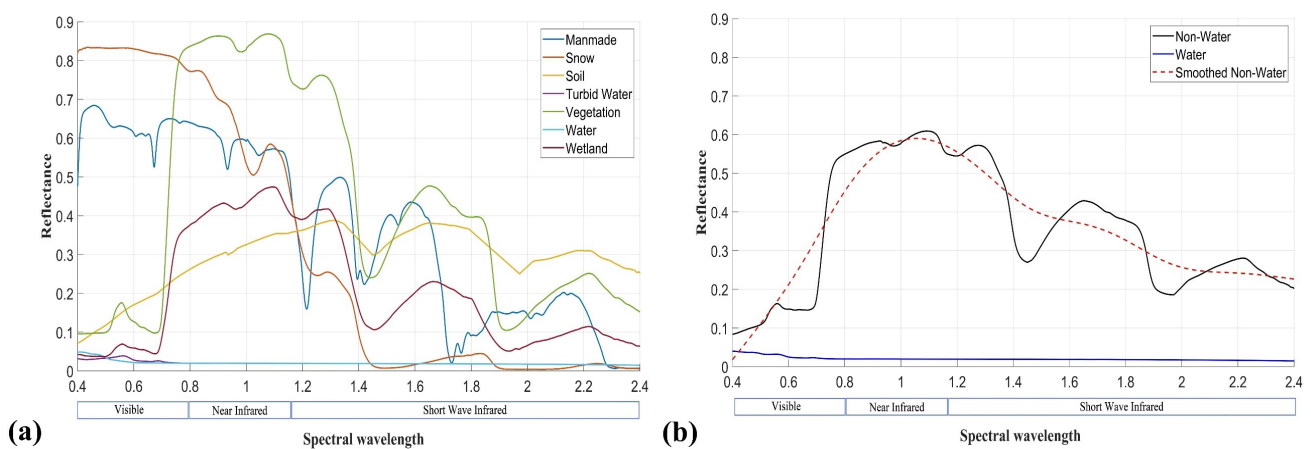 0.9
0.8
0.7
0.6
0.5
0.4
0.3
0.2
0.1
0
Reflectance
Manmade
Snow
Soil
Turbid Water
Vegetation
Water
Wetland
0.4 0.6 0.8 1 1.2 1.4 1.6 1.8 2 2.2 2.4
Visible Near Infrared Short Wave Infrared
Spectral wavelength
(a)
0.9
0.8
0.7
0.6
0.5
0.4
0.3
0.2
0.1
0
Reflectance
Non-Water
Water
Smoothed Non-Water
0.4 0.6 0.8 1 1.2 1.4 1.6 1.8 2 2.2 2.4
Visible Near Infrared Short Wave Infrared
Spectral wavelength
(b)